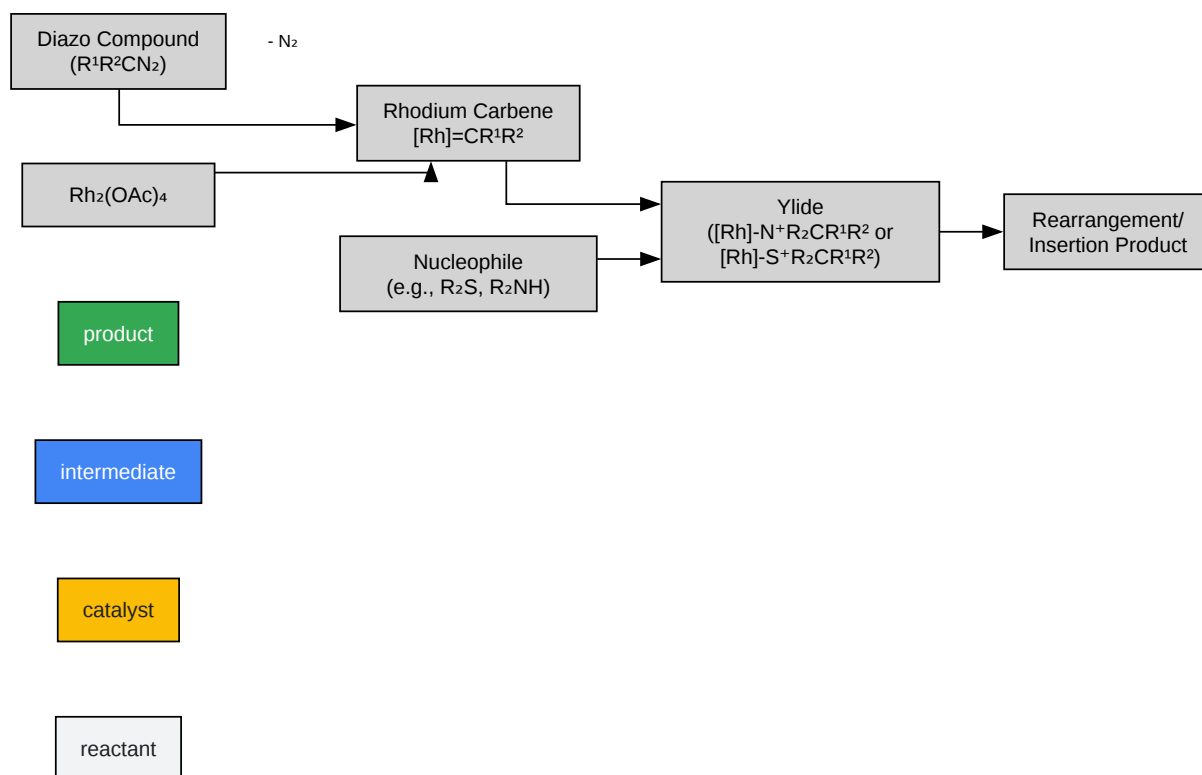 Diazo Compound
(R¹R²CN₂)
- N₂
Rhodium Carbene
[Rh]=CR¹R²
Rh₂(OAc)₄
Ylide
([Rh]-N⁺R₂CR¹R² or
[Rh]-S⁺R₂CR¹R²)
Rearrangement/
Insertion Product
Nucleophile
(e.g., R₂S, R₂NH)
product
intermediate
catalyst
reactant